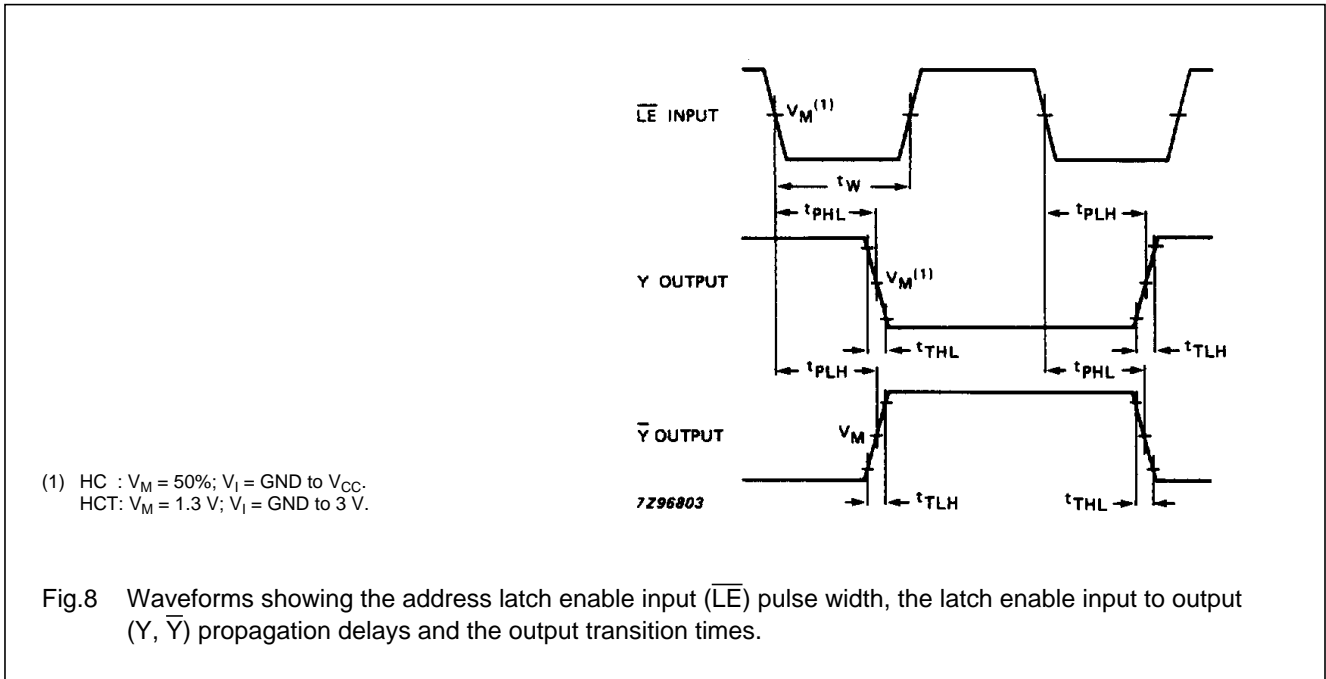 LE INPUT
VM(1)
tW
tPHL
tPLH
Y OUTPUT
VM(1)
tTHL
tTLH
tPLH
tPHL
Y OUTPUT
VM
tTLH
tTHL
7Z96803
(1) HC : VM = 50%; VI = GND to VCC.
HCT: VM = 1.3 V; VI = GND to 3 V.
Fig.8 Waveforms showing the address latch enable input (LE) pulse width, the latch enable input to output
(Y, Y) propagation delays and the output transition times.